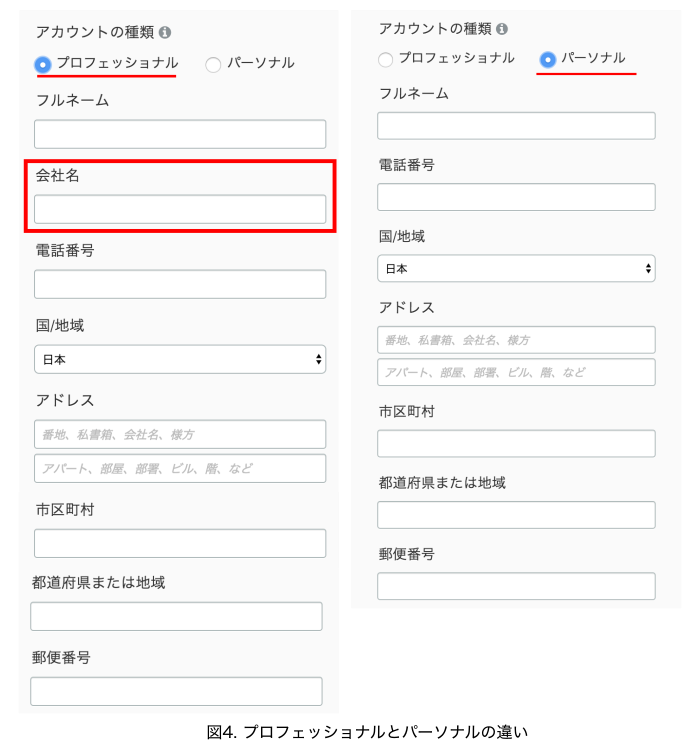 アカウントの種類
プロフェッショナル パーソナル
フルネーム
会社名
電話番号
国/地域
日本
アドレス
番地、私書箱、会社名、様方
アパート、部屋、部署、ビル、階、など
市区町村
都道府県または地域
郵便番号
アカウントの種類
プロフェッショナル パーソナル
フルネーム
電話番号
国/地域
日本
アドレス
番地、私書箱、会社名、様方
アパート、部屋、部署、ビル、階、など
市区町村
都道府県または地域
郵便番号
図4. プロフェッショナルとパーソナルの違い